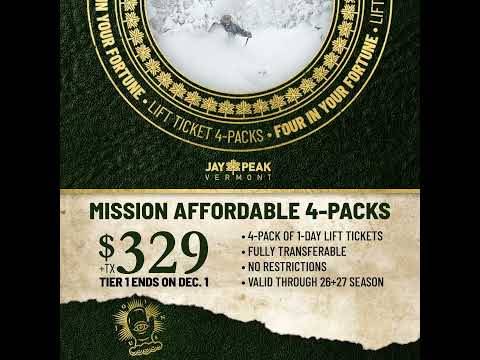 IN YOUR FORTUNE • LIFT TICKET 4-PACKS • FOUR IN YOUR FORTUNE • LIFT
JAY PEAK
VERMONT
MISSION AFFORDABLE 4-PACKS
$329
+TX
TIER 1 ENDS ON DEC. 1
• 4-PACK OF 1-DAY LIFT TICKETS
• FULLY TRANSFERABLE
• NO RESTRICTIONS
• VALID THROUGH 26+27 SEASON